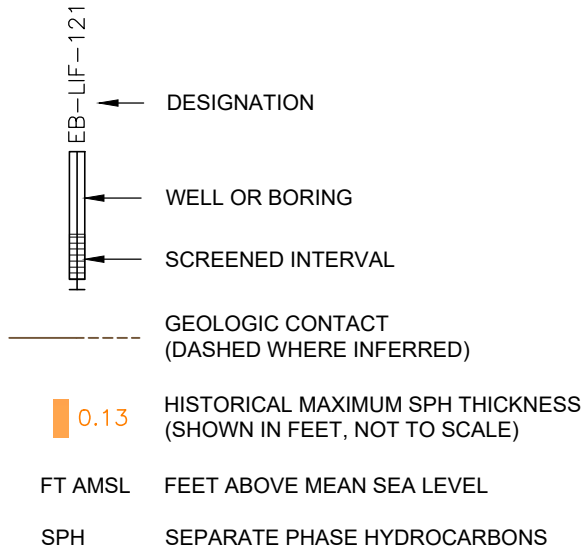 EB-LIF-121
DESIGNATION
WELL OR BORING
SCREENED INTERVAL
GEOLOGIC CONTACT
(DASHED WHERE INFERRED)
0.13 HISTORICAL MAXIMUM SPH THICKNESS
(SHOWN IN FEET, NOT TO SCALE)
FT AMSL FEET ABOVE MEAN SEA LEVEL
SPH SEPARATE PHASE HYDROCARBONS